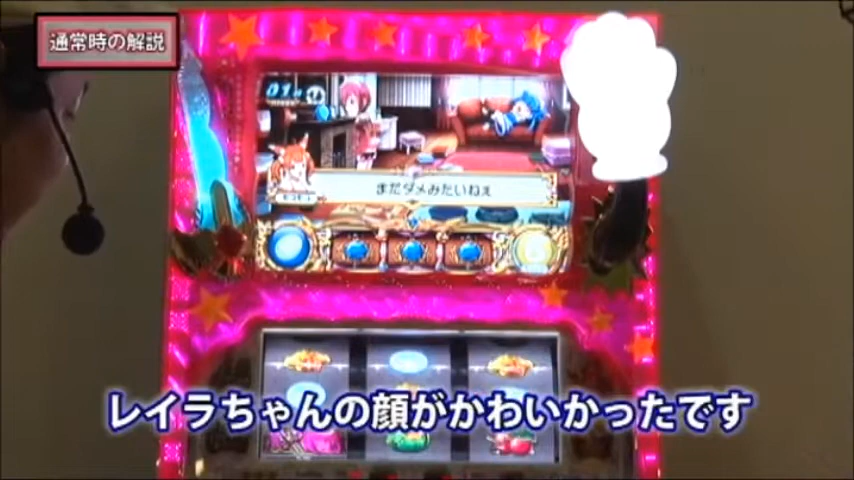 通常時の解説
まだダメみたいねぇ
レイラちゃんの顔がかわいかったです